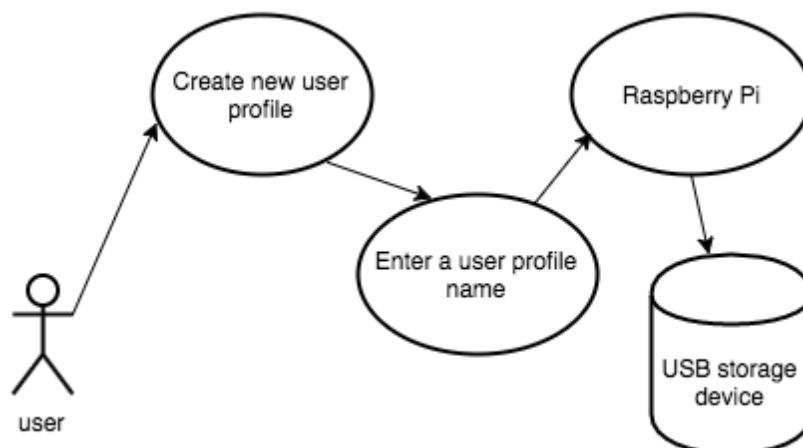 Create new user
profile
Raspberry Pi
Enter a user profile
name
USB storage
device
user